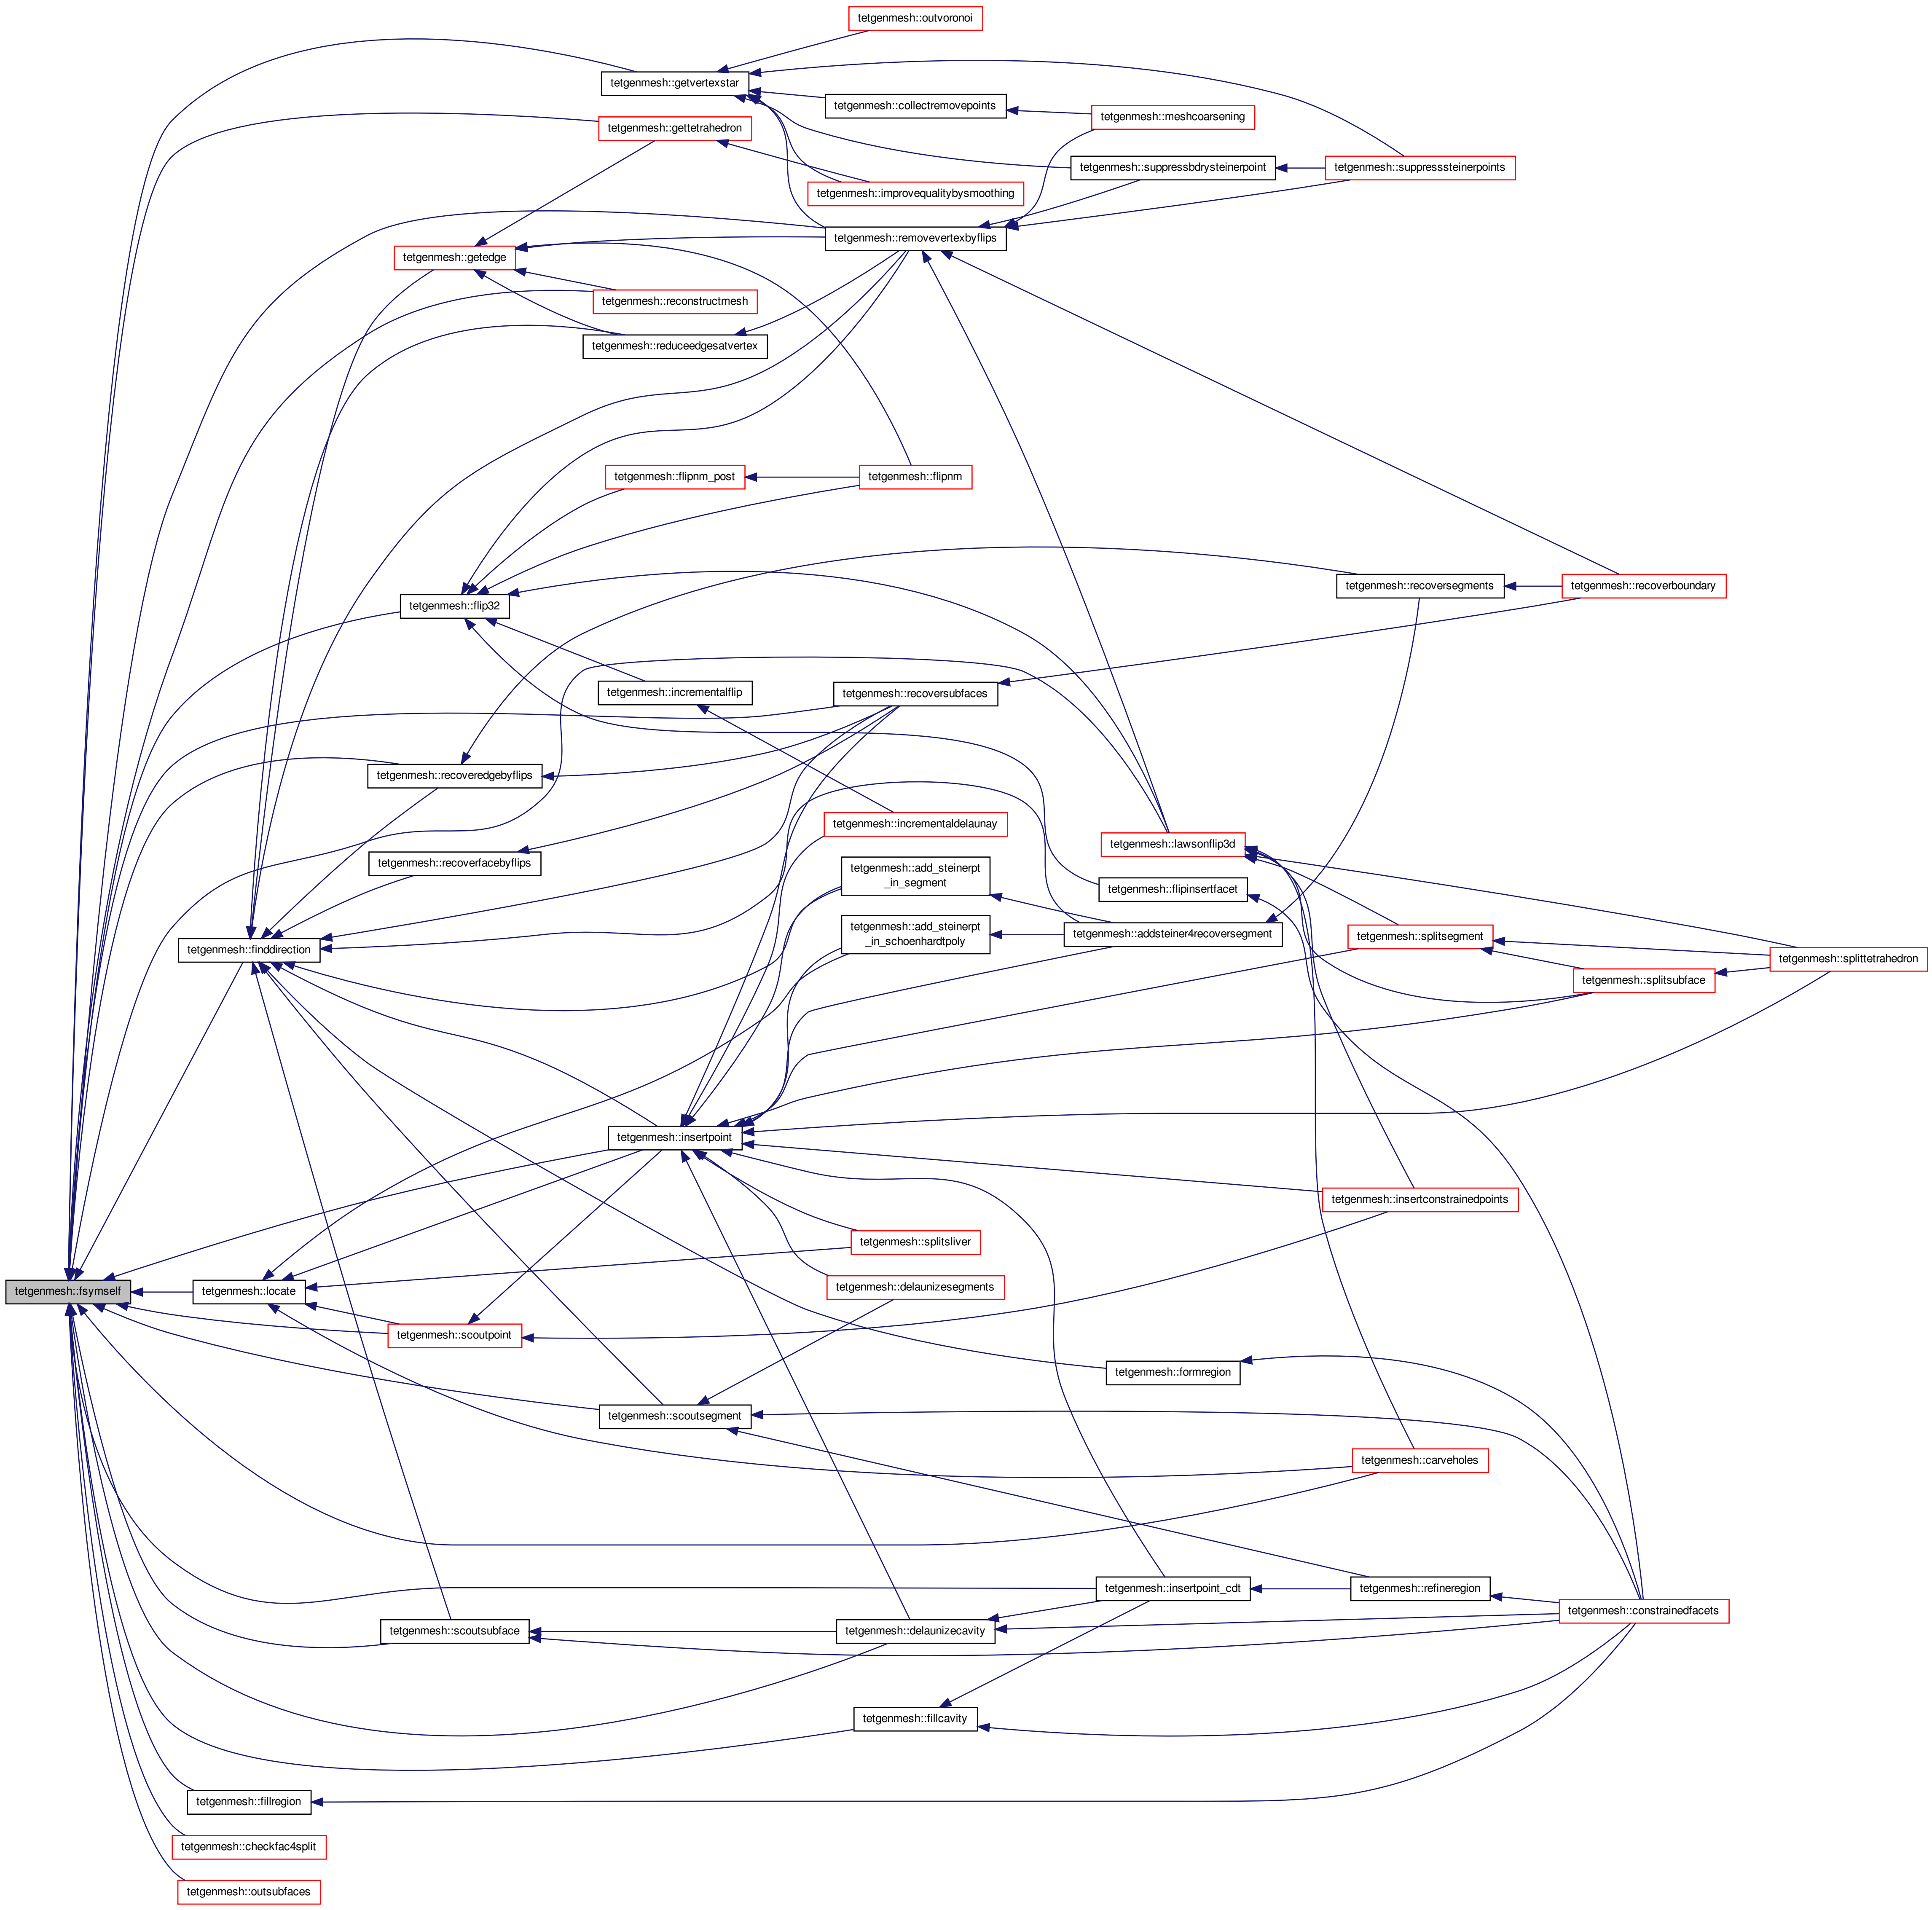 tetgenmesh::outvoronoi
tetgenmesh::getvertexstar
tetgenmesh::collectremovepoints
tetgenmesh::meshcoarsening
tetgenmesh::gettetrahedron
tetgenmesh::suppressbdrysteinerpoint
tetgenmesh::suppresssteinerpoints
tetgenmesh::improvequalitybysmoothing
tetgenmesh::removevertexbyflips
tetgenmesh::getedge
tetgenmesh::reconstructmesh
tetgenmesh::reduceedgesatvertex
tetgenmesh::flipnm_post
tetgenmesh::flipnm
tetgenmesh::recoversegments
tetgenmesh::recoverboundary
tetgenmesh::flip32
tetgenmesh::incrementalflip
tetgenmesh::recoversubfaces
tetgenmesh::recoveredgebyflips
tetgenmesh::incrementaldelaunay
tetgenmesh::lawsonflip3d
tetgenmesh::recoverfacebyflips
tetgenmesh::add_steinerpt
_in_segment
tetgenmesh::flipinsertfacet
tetgenmesh::add_steinerpt
_in_schoenhardtpoly
tetgenmesh::addsteiner4recoversegment
tetgenmesh::splitsegment
tetgenmesh::finddirection
tetgenmesh::splittetrahedron
tetgenmesh::splitsubface
tetgenmesh::insertpoint
tetgenmesh::insertconstrainedpoints
tetgenmesh::splitsliver
tetgenmesh::fsymself
tetgenmesh::locate
tetgenmesh::delaunizesegments
tetgenmesh::scoutpoint
tetgenmesh::formregion
tetgenmesh::scoutsegment
tetgenmesh::carveholes
tetgenmesh::insertpoint_cdt
tetgenmesh::refineregion
tetgenmesh::constrainedfacets
tetgenmesh::scoutsubface
tetgenmesh::delaunizecavity
tetgenmesh::fillcavity
tetgenmesh::fillregion
tetgenmesh::checkfac4split
tetgenmesh::outsubfaces